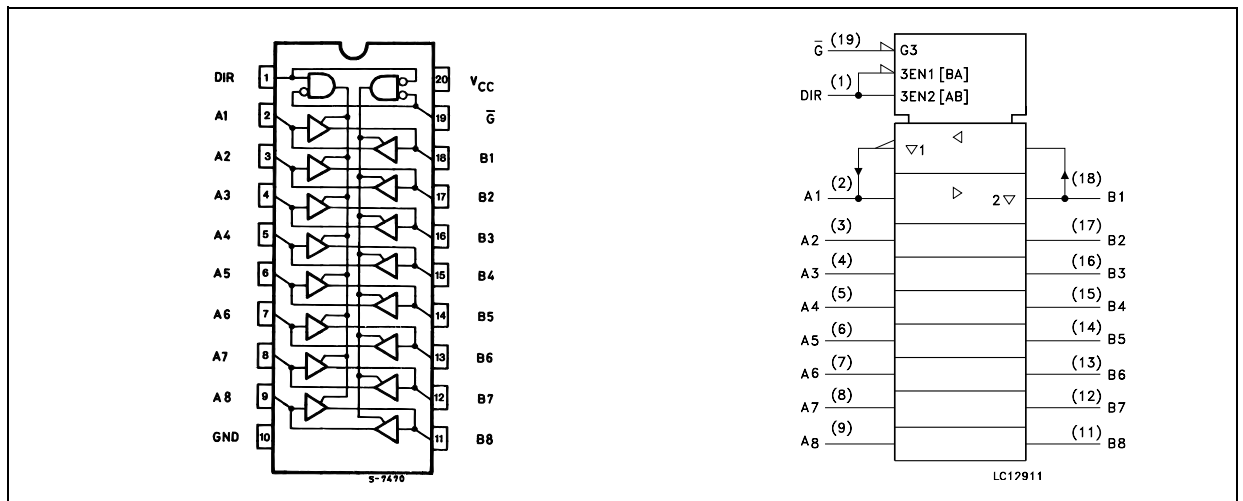 DIR 1 20 VCC
A1 2 19 G̅
A2 3 18 B1
A3 4 17 B2
A4 5 16 B3
A5 6 15 B4
A6 7 14 B5
A7 8 13 B6
A8 9 12 B7
GND 10 11 B8
S-7470
G̅ (19) G3
3EN1 [BA]
DIR (1) 3EN2 [AB]
▽1 ◁
A1 (2) ▷ 2▽ (18) B1
A2 (3) (17) B2
A3 (4) (16) B3
A4 (5) (15) B4
A5 (6) (14) B5
A6 (7) (13) B6
A7 (8) (12) B7
A8 (9) (11) B8
LC12911